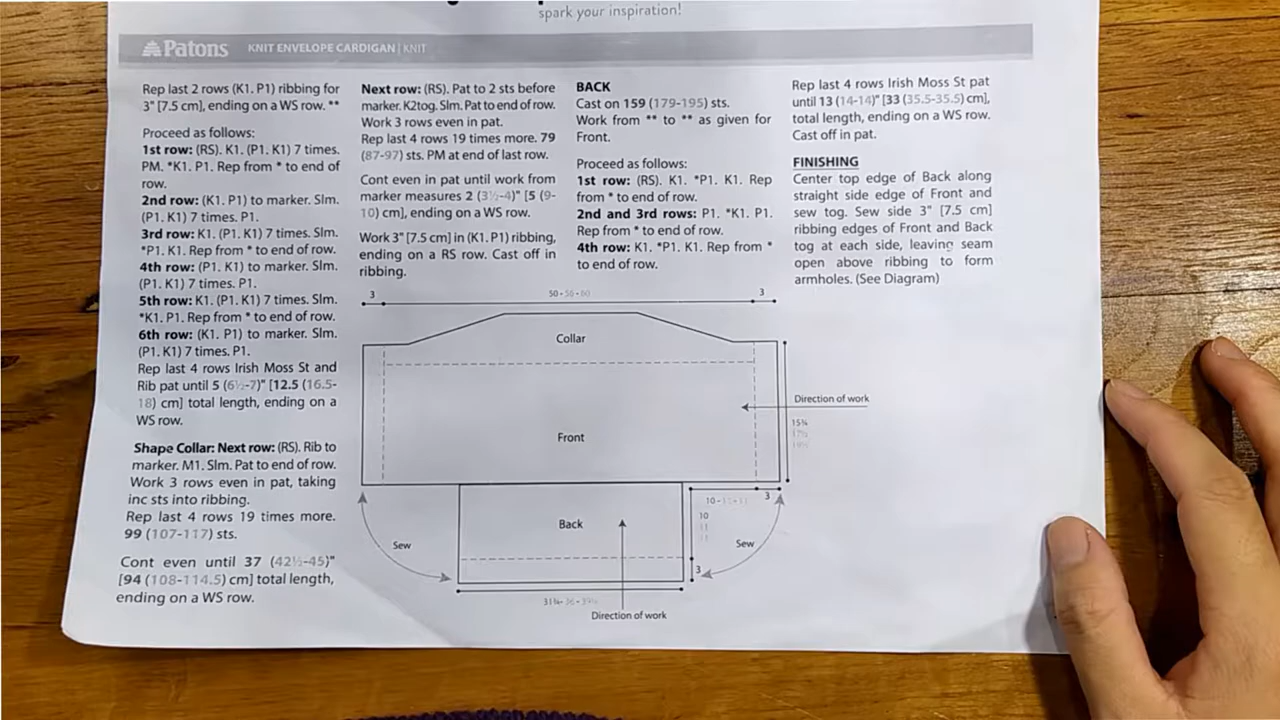 spark your inspiration!
Patons KNIT ENVELOPE CARDIGAN | KNIT
Rep last 2 rows (K1. P1) ribbing for
3" [7.5 cm], ending on a WS row. **
Proceed as follows:
1st row: (RS). K1. (P1. K1) 7 times.
PM. *K1. P1. Rep from * to end of
row.
2nd row: (K1. P1) to marker. Slm.
(P1. K1) 7 times. P1.
3rd row: K1. (P1. K1) 7 times. Slm.
*P1. K1. Rep from * to end of row.
4th row: (P1. K1) to marker. Slm.
(P1. K1) 7 times. P1.
5th row: K1. (P1. K1) 7 times. Slm.
*K1. P1. Rep from * to end of row.
6th row: (K1. P1) to marker. Slm.
(P1. K1) 7 times. P1.
Rep last 4 rows Irish Moss St and
Rib pat until 5 (6½-7)" [12.5 (16.5-
18) cm] total length, ending on a
WS row.
Shape Collar: Next row: (RS). Rib to
marker. M1. Slm. Pat to end of row.
Work 3 rows even in pat, taking
inc sts into ribbing.
Rep last 4 rows 19 times more.
99 (107-117) sts.
Cont even until 37 (42½-45)"
[94 (108-114.5) cm] total length,
ending on a WS row.
Next row: (RS). Pat to 2 sts before
marker. K2tog. Slm. Pat to end of row.
Work 3 rows even in pat.
Rep last 4 rows 19 times more. 79
(87-97) sts. PM at end of last row.
Cont even in pat until work from
marker measures 2 (3½-4)" [5 (9-
10) cm], ending on a WS row.
Work 3" [7.5 cm] in (K1. P1) ribbing,
ending on a RS row. Cast off in
ribbing.
BACK
Cast on 159 (179-195) sts.
Work from ** to ** as given for
Front.
Proceed as follows:
1st row: (RS). K1. *P1. K1. Rep
from * to end of row.
2nd and 3rd rows: P1. *K1. P1.
Rep from * to end of row.
4th row: K1. *P1. K1. Rep from *
to end of row.
Rep last 4 rows Irish Moss St pat
until 13 (14-14)" [33 (35.5-35.5) cm],
total length, ending on a WS row.
Cast off in pat.
FINISHING
Center top edge of Back along
straight side edge of Front and
sew tog. Sew side 3" [7.5 cm]
ribbing edges of Front and Back
tog at each side, leaving seam
open above ribbing to form
armholes. (See Diagram)
3
50 - 56 - 60
3
Collar
Direction of work
15¾
Front
10
3
10
Back
Sew
Sew
3
Direction of work